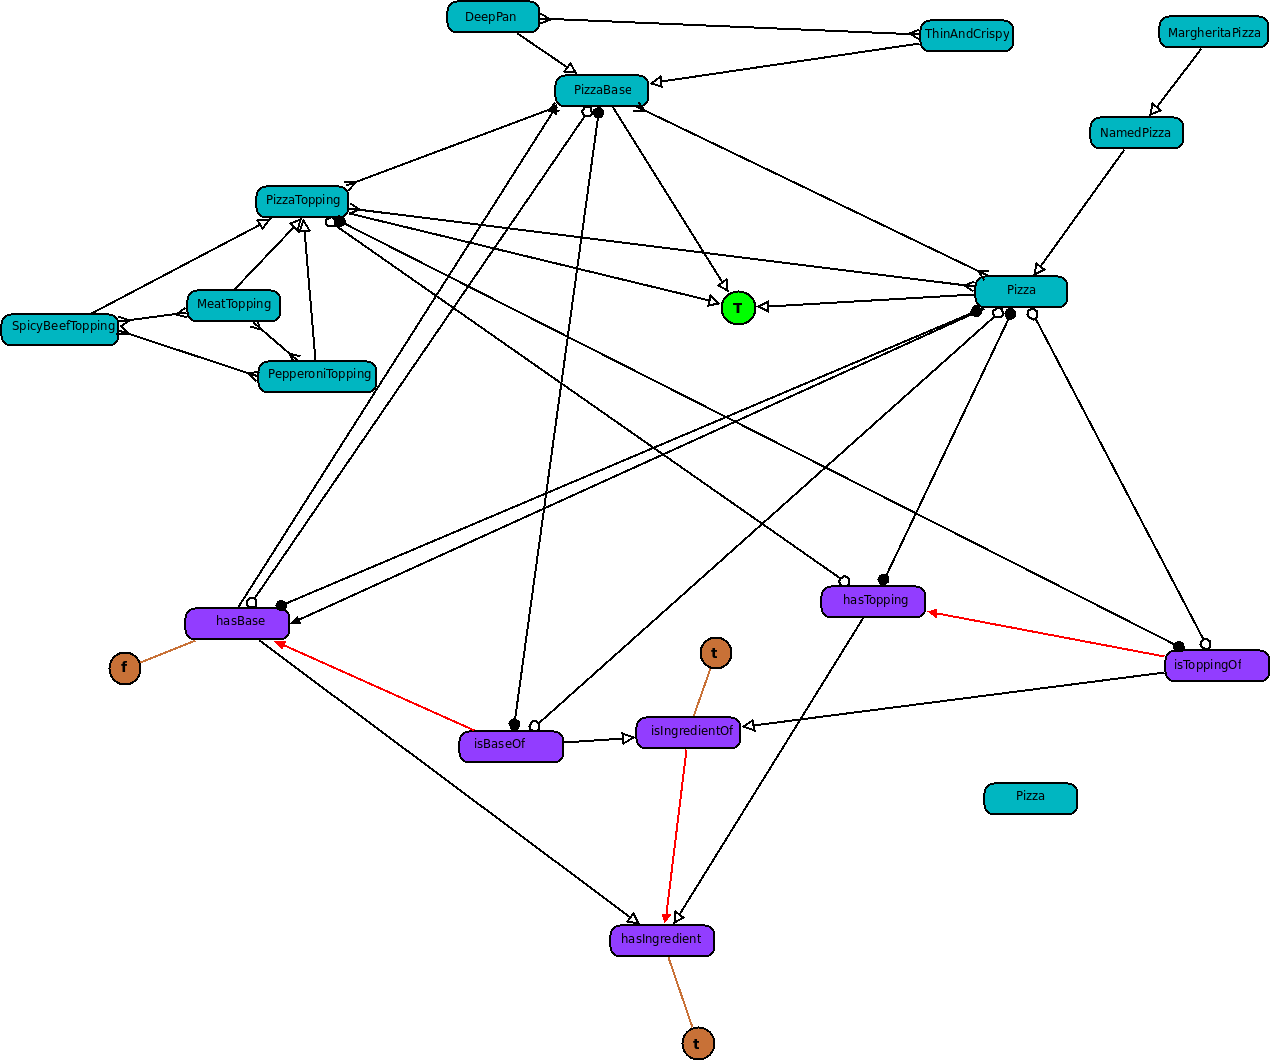 DeepPan
ThinAndCrispy
MargheritaPizza
PizzaBase
NamedPizza
PizzaTopping
Pizza
MeatTopping
T
SpicyBeefTopping
PepperoniTopping
hasTopping
hasBase
t
f
isToppingOf
isIngredientOf
isBaseOf
Pizza
hasIngredient
t